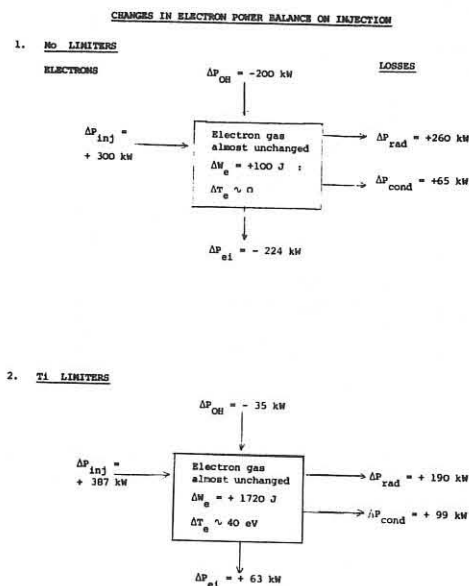 CHANGES IN ELECTRON POWER BALANCE ON INJECTION
1. Mo LIMITERS
ELECTRONS
LOSSES
ΔP_OH = -200 kW
ΔP_inj =
+ 300 kW
Electron gas
almost unchanged
ΔW_e = +100 J :
ΔT_e ~ 0
ΔP_rad = +260 kW
ΔP_cond = +65 kW
ΔP_ei = - 224 kW
2. Ti LIMITERS
ΔP_OH = - 35 kW
ΔP_inj =
+ 387 kW
Electron gas
almost unchanged
ΔW_e = + 1720 J
ΔT_e ~ 40 eV
ΔP_rad = + 190 kW
ΔP_cond = + 99 kW
ΔP_ei = + 63 kW